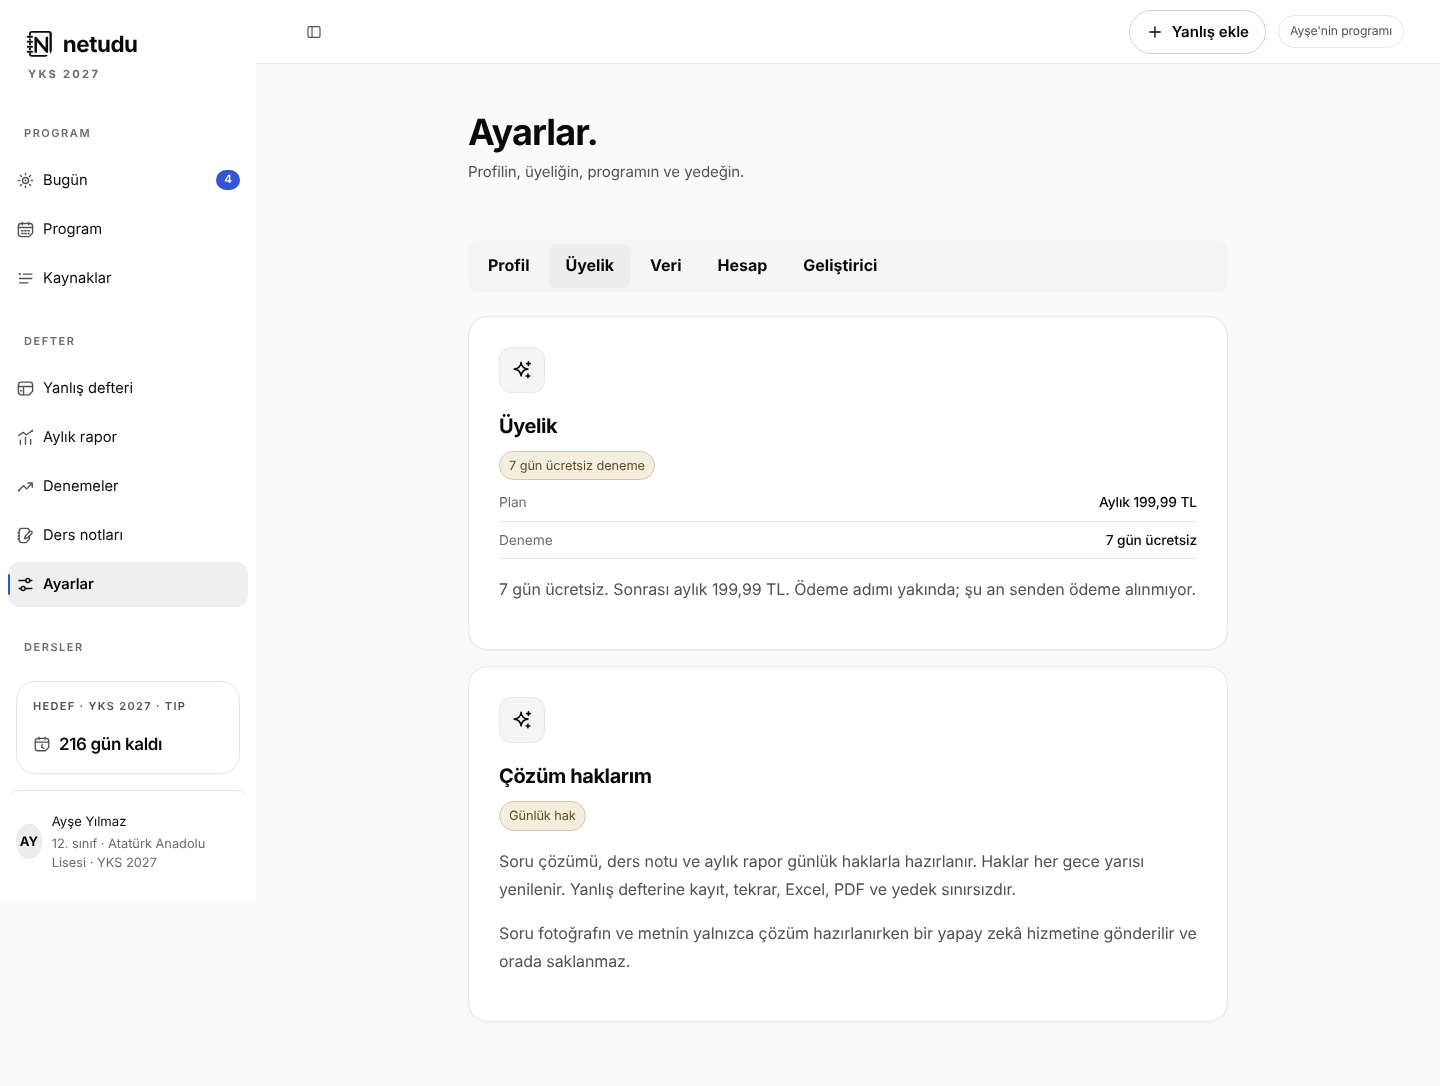 netudu
YKS 2027
PROGRAM
Bugün
4
Program
Kaynaklar
DEFTER
Yanlış defteri
Aylık rapor
Denemeler
Ders notları
Ayarlar
DERSLER
HEDEF · YKS 2027 · TIP
216 gün kaldı
AY
Ayşe Yılmaz
12. sınıf · Atatürk Anadolu
Lisesi · YKS 2027
Yanlış ekle
Ayşe'nin programı
Ayarlar.
Profilin, üyeliğin, programın ve yedeğin.
Profil
Üyelik
Veri
Hesap
Geliştirici
Üyelik
7 gün ücretsiz deneme
Plan
Aylık 199,99 TL
Deneme
7 gün ücretsiz
7 gün ücretsiz. Sonrası aylık 199,99 TL. Ödeme adımı yakında; şu an senden ödeme alınmıyor.
Çözüm haklarım
Günlük hak
Soru çözümü, ders notu ve aylık rapor günlük haklarla hazırlanır. Haklar her gece yarısı
yenilenir. Yanlış defterine kayıt, tekrar, Excel, PDF ve yedek sınırsızdır.
Soru fotoğrafın ve metnin yalnızca çözüm hazırlanırken bir yapay zekâ hizmetine gönderilir ve
orada saklanmaz.